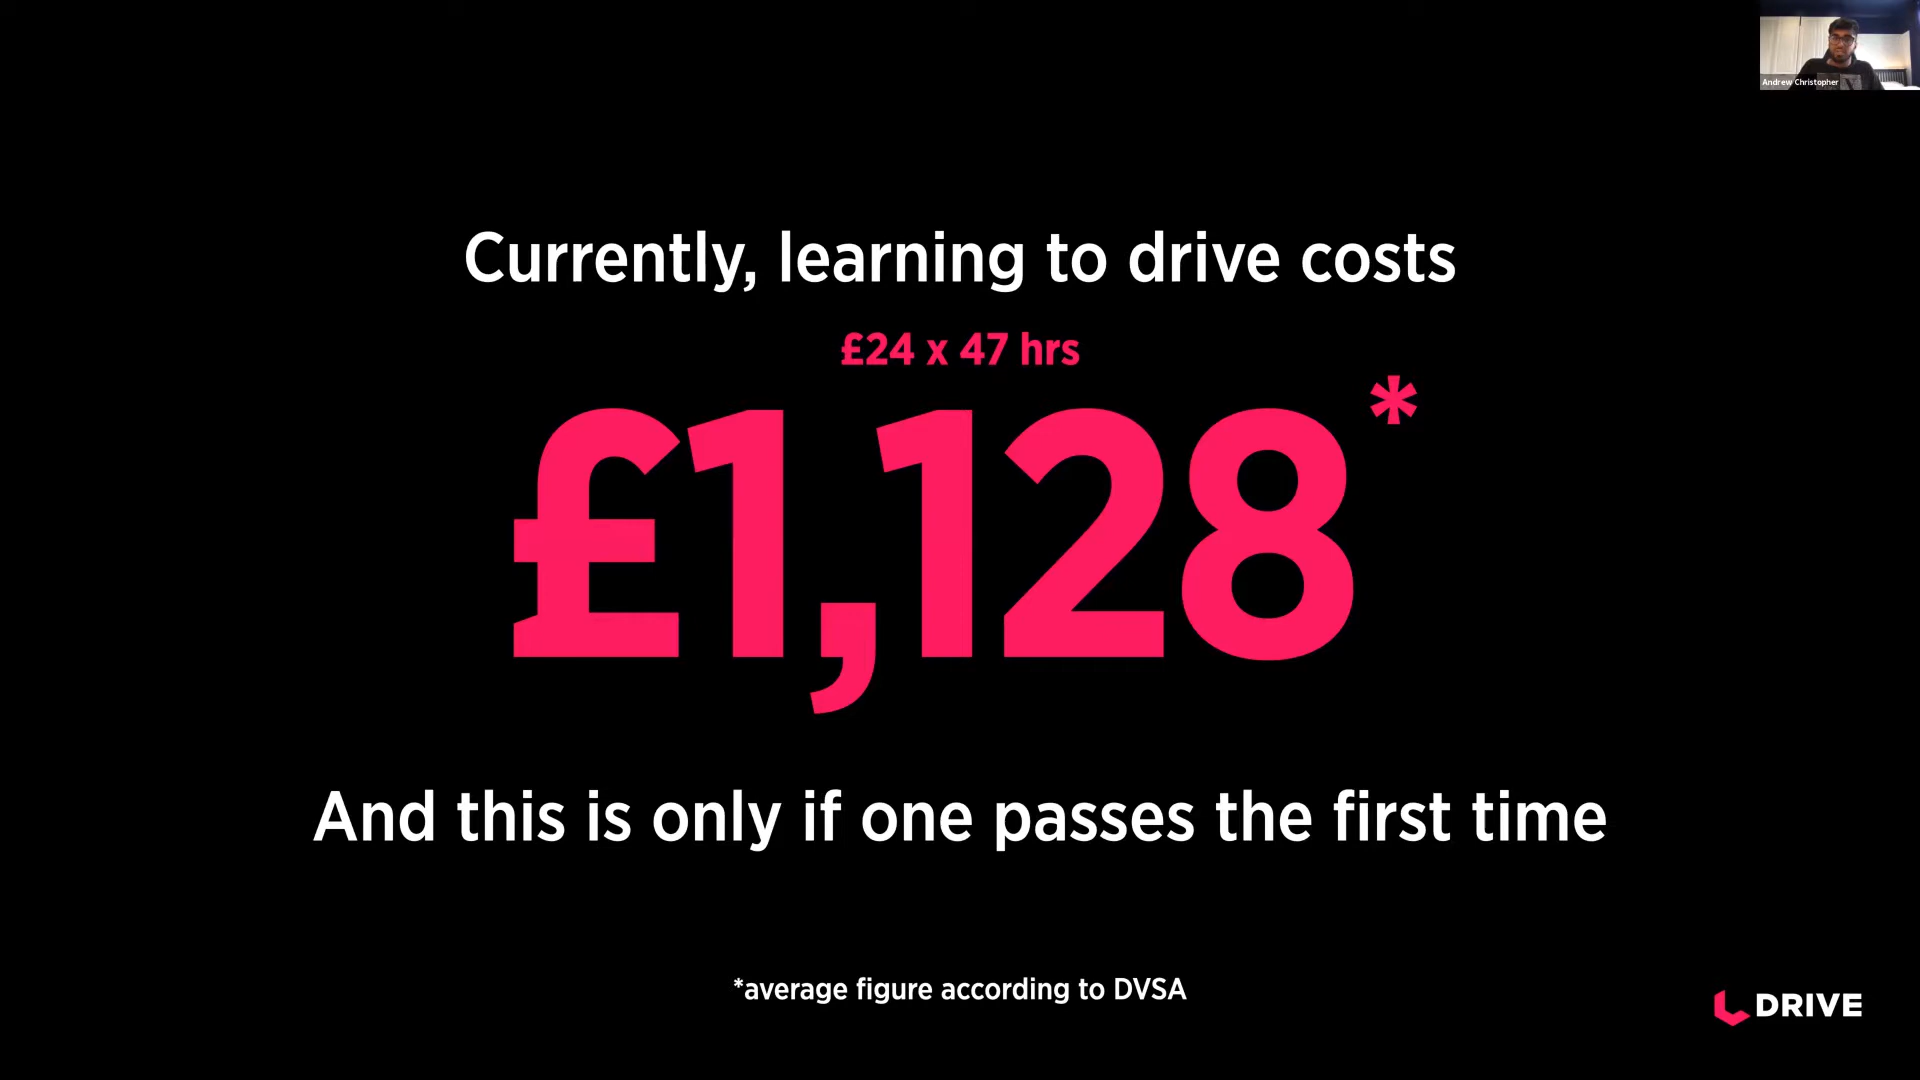 Andrew Christopher
Currently, learning to drive costs
£24 x 47 hrs
£1,128*
And this is only if one passes the first time
*average figure according to DVSA
DRIVE